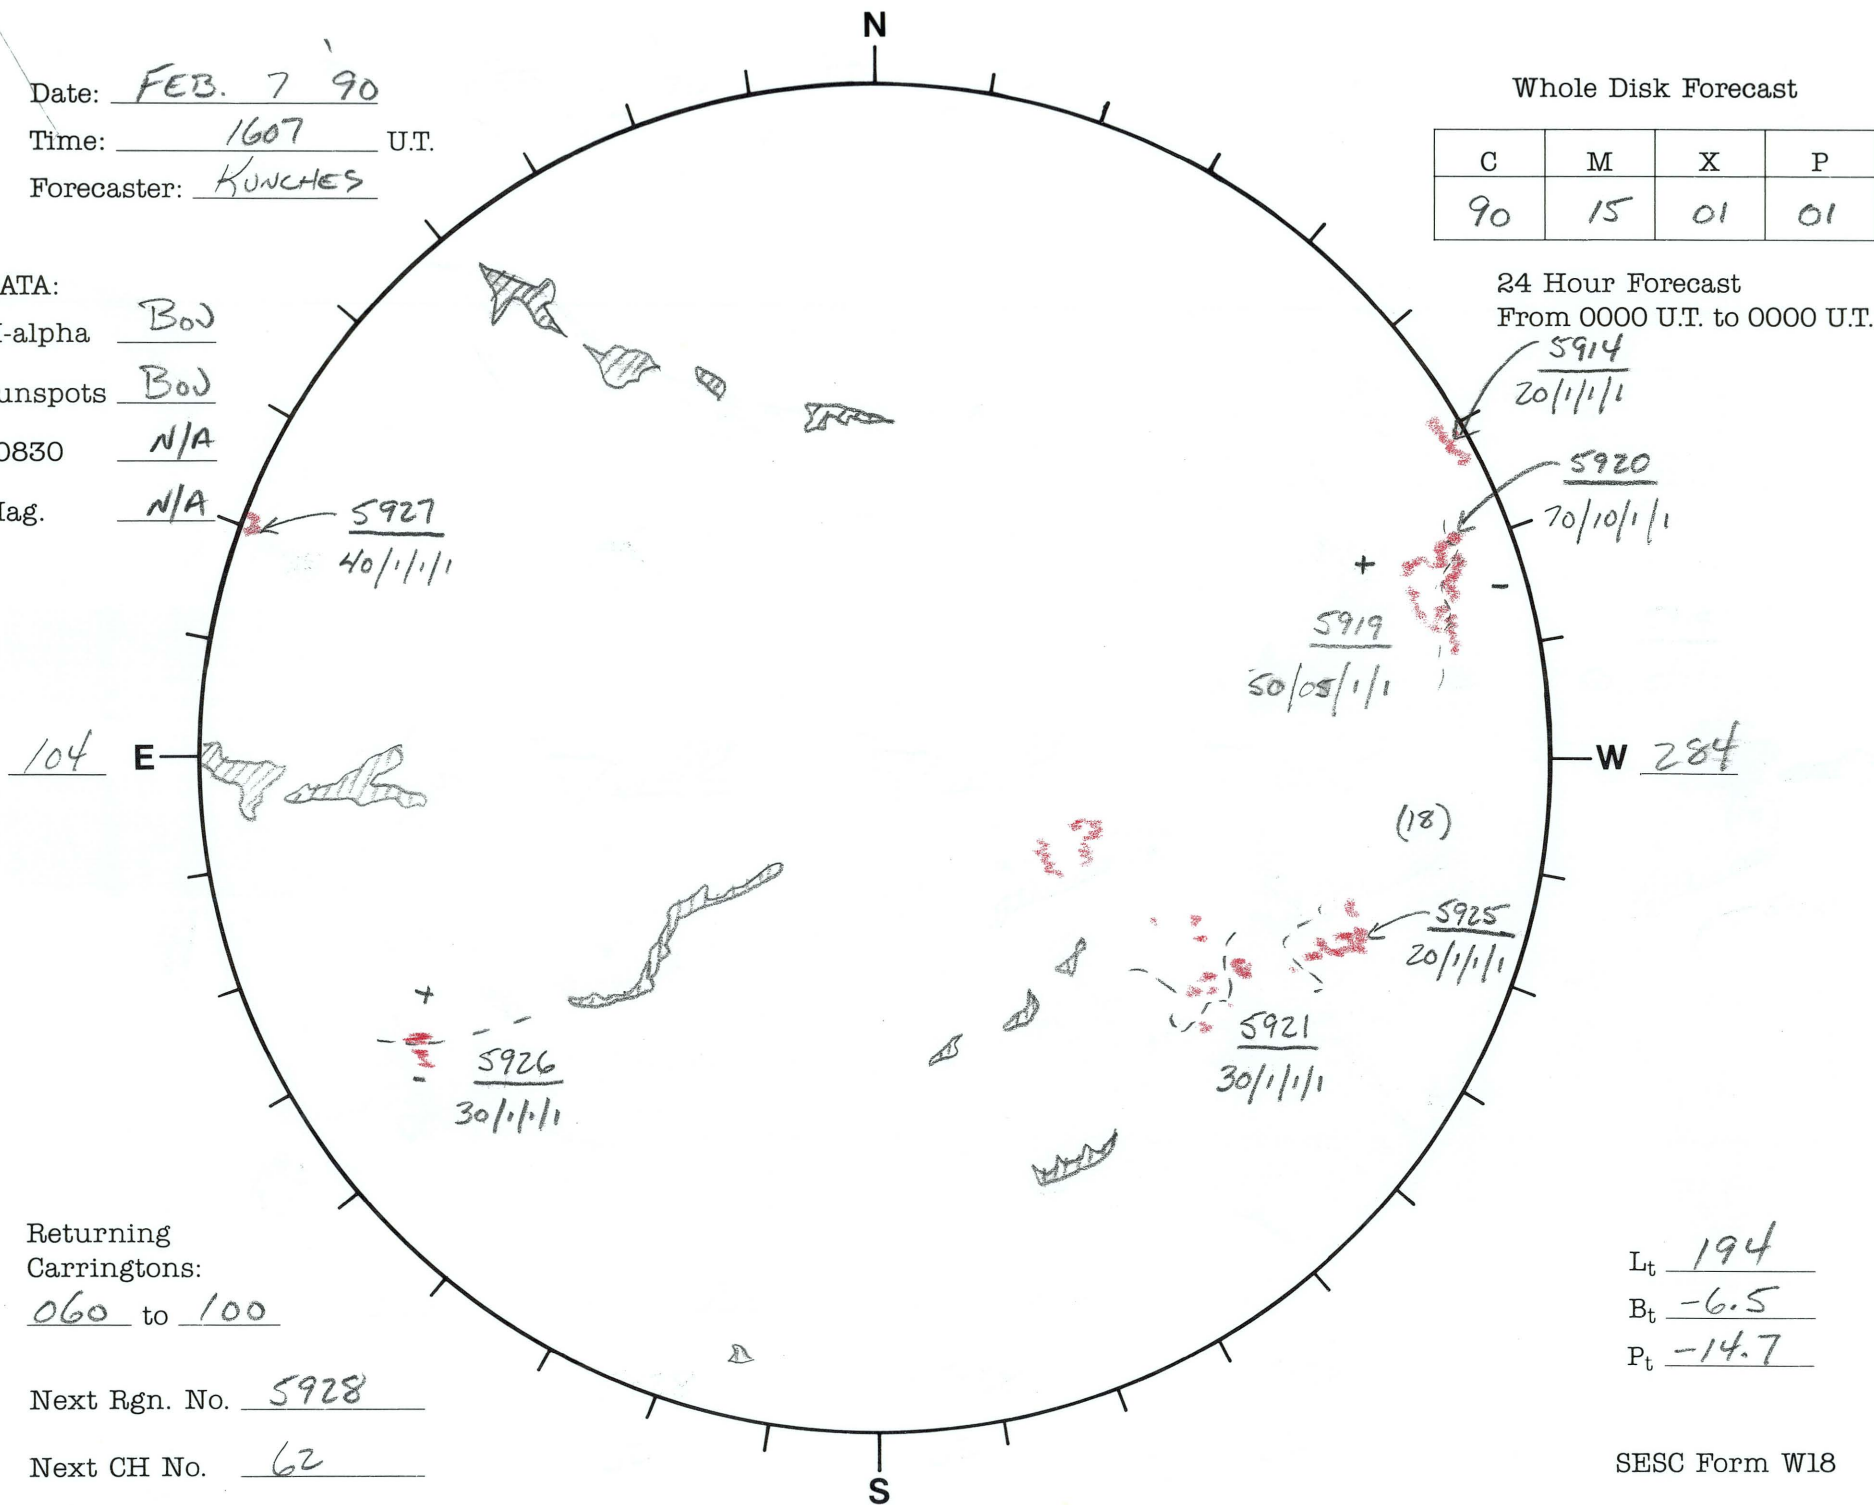 N
Date: FEB. 7 '90
Time: 1607 U.T.
Forecaster: KUNCHES
Whole Disk Forecast
C M X P
90 15 01 01
24 Hour Forecast
From 0000 U.T. to 0000 U.T.
ATA:
I-alpha BOU
unspots BOU
0830 N/A
Mag. N/A
5914
20/1/1/1
5920
70/10/1/1
5927
40/1/1/1
+
-
5919
50/05/1/1
104 E
W 284
(18)
5925
20/1/1/1
+
-
5926
30/1/1/1
5921
30/1/1/1
Returning
Carringtons:
060 to 100
Next Rgn. No. 5928
Next CH No. 62
Lt 194
Bt -6.5
Pt -14.7
SESC Form W18
S